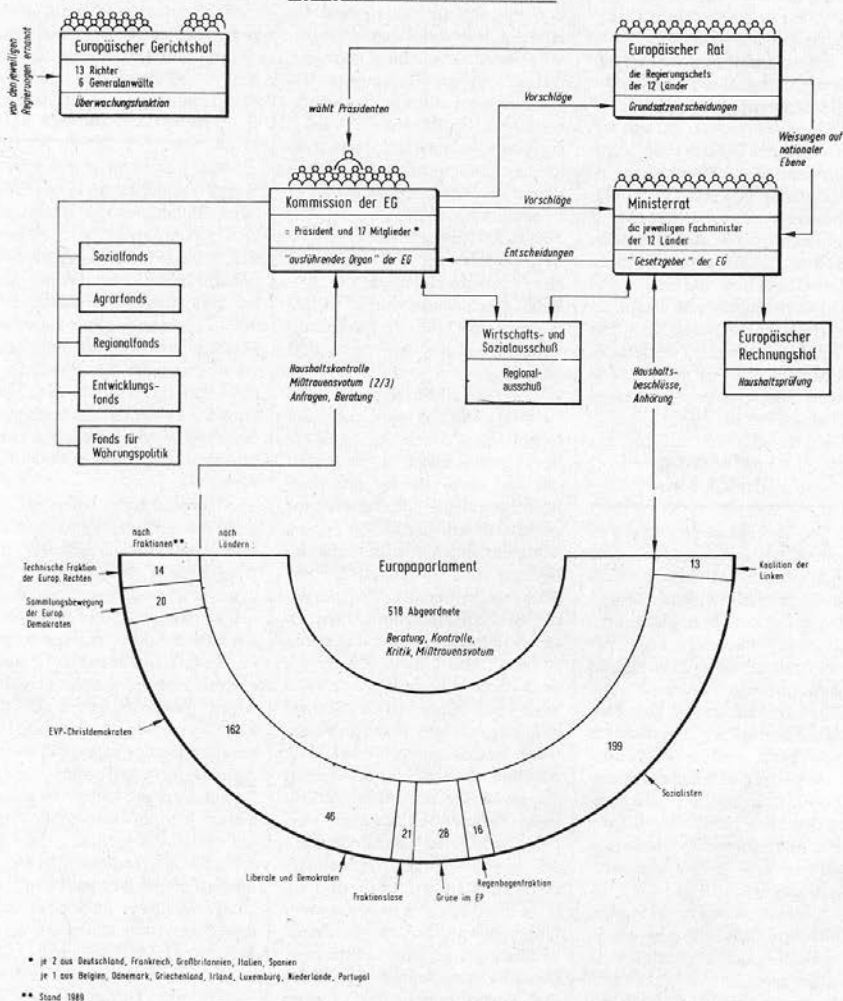 von den jeweiligen
Regierungen ernannt
Europäischer Gerichtshof
13 Richter
6 Generalanwälte
Überwachungsfunktion
wählt Präsidenten
Europäischer Rat
die Regierungschefs
der 12 Länder
Grundsatzentscheidungen
Vorschläge
Weisungen auf
nationaler
Ebene
Kommission der EG
Präsident und 17 Mitglieder *
"ausführendes Organ" der EG
Vorschläge
Entscheidungen
Ministerrat
die jeweiligen Fachminister
der 12 Länder
"Gesetzgeber" der EG
Sozialfonds
Agrarfonds
Regionalfonds
Entwicklungs-
fonds
Fonds für
Währungspolitik
Haushaltskontrolle
Mißtrauensvotum (2/3)
Anfragen, Beratung
Wirtschafts- und
Sozialausschuß
Regional-
ausschuß
Haushalts-
beschlüsse,
Anhörung
Europäischer
Rechnungshof
Haushaltsprüfung
nach
Fraktionen**:
nach
Ländern:
Europaparlament
518 Abgeordnete
Beratung, Kontrolle,
Kritik, Mißtrauensvotum
Technische Fraktion
der Europ. Rechten
14
Sammlungsbewegung
der Europ.
Demokraten
20
EVP-Christdemokraten
162
46
Liberale und Demokraten
21
Fraktionslose
28
Grüne im EP
16
Regenbogenfraktion
199
Sozialisten
13
Koalition der
Linken
* je 2 aus Deutschland, Frankreich, Großbritannien, Italien, Spanien
je 1 aus Belgien, Dänemark, Griechenland, Irland, Luxemburg, Niederlande, Portugal
** Stand 1989